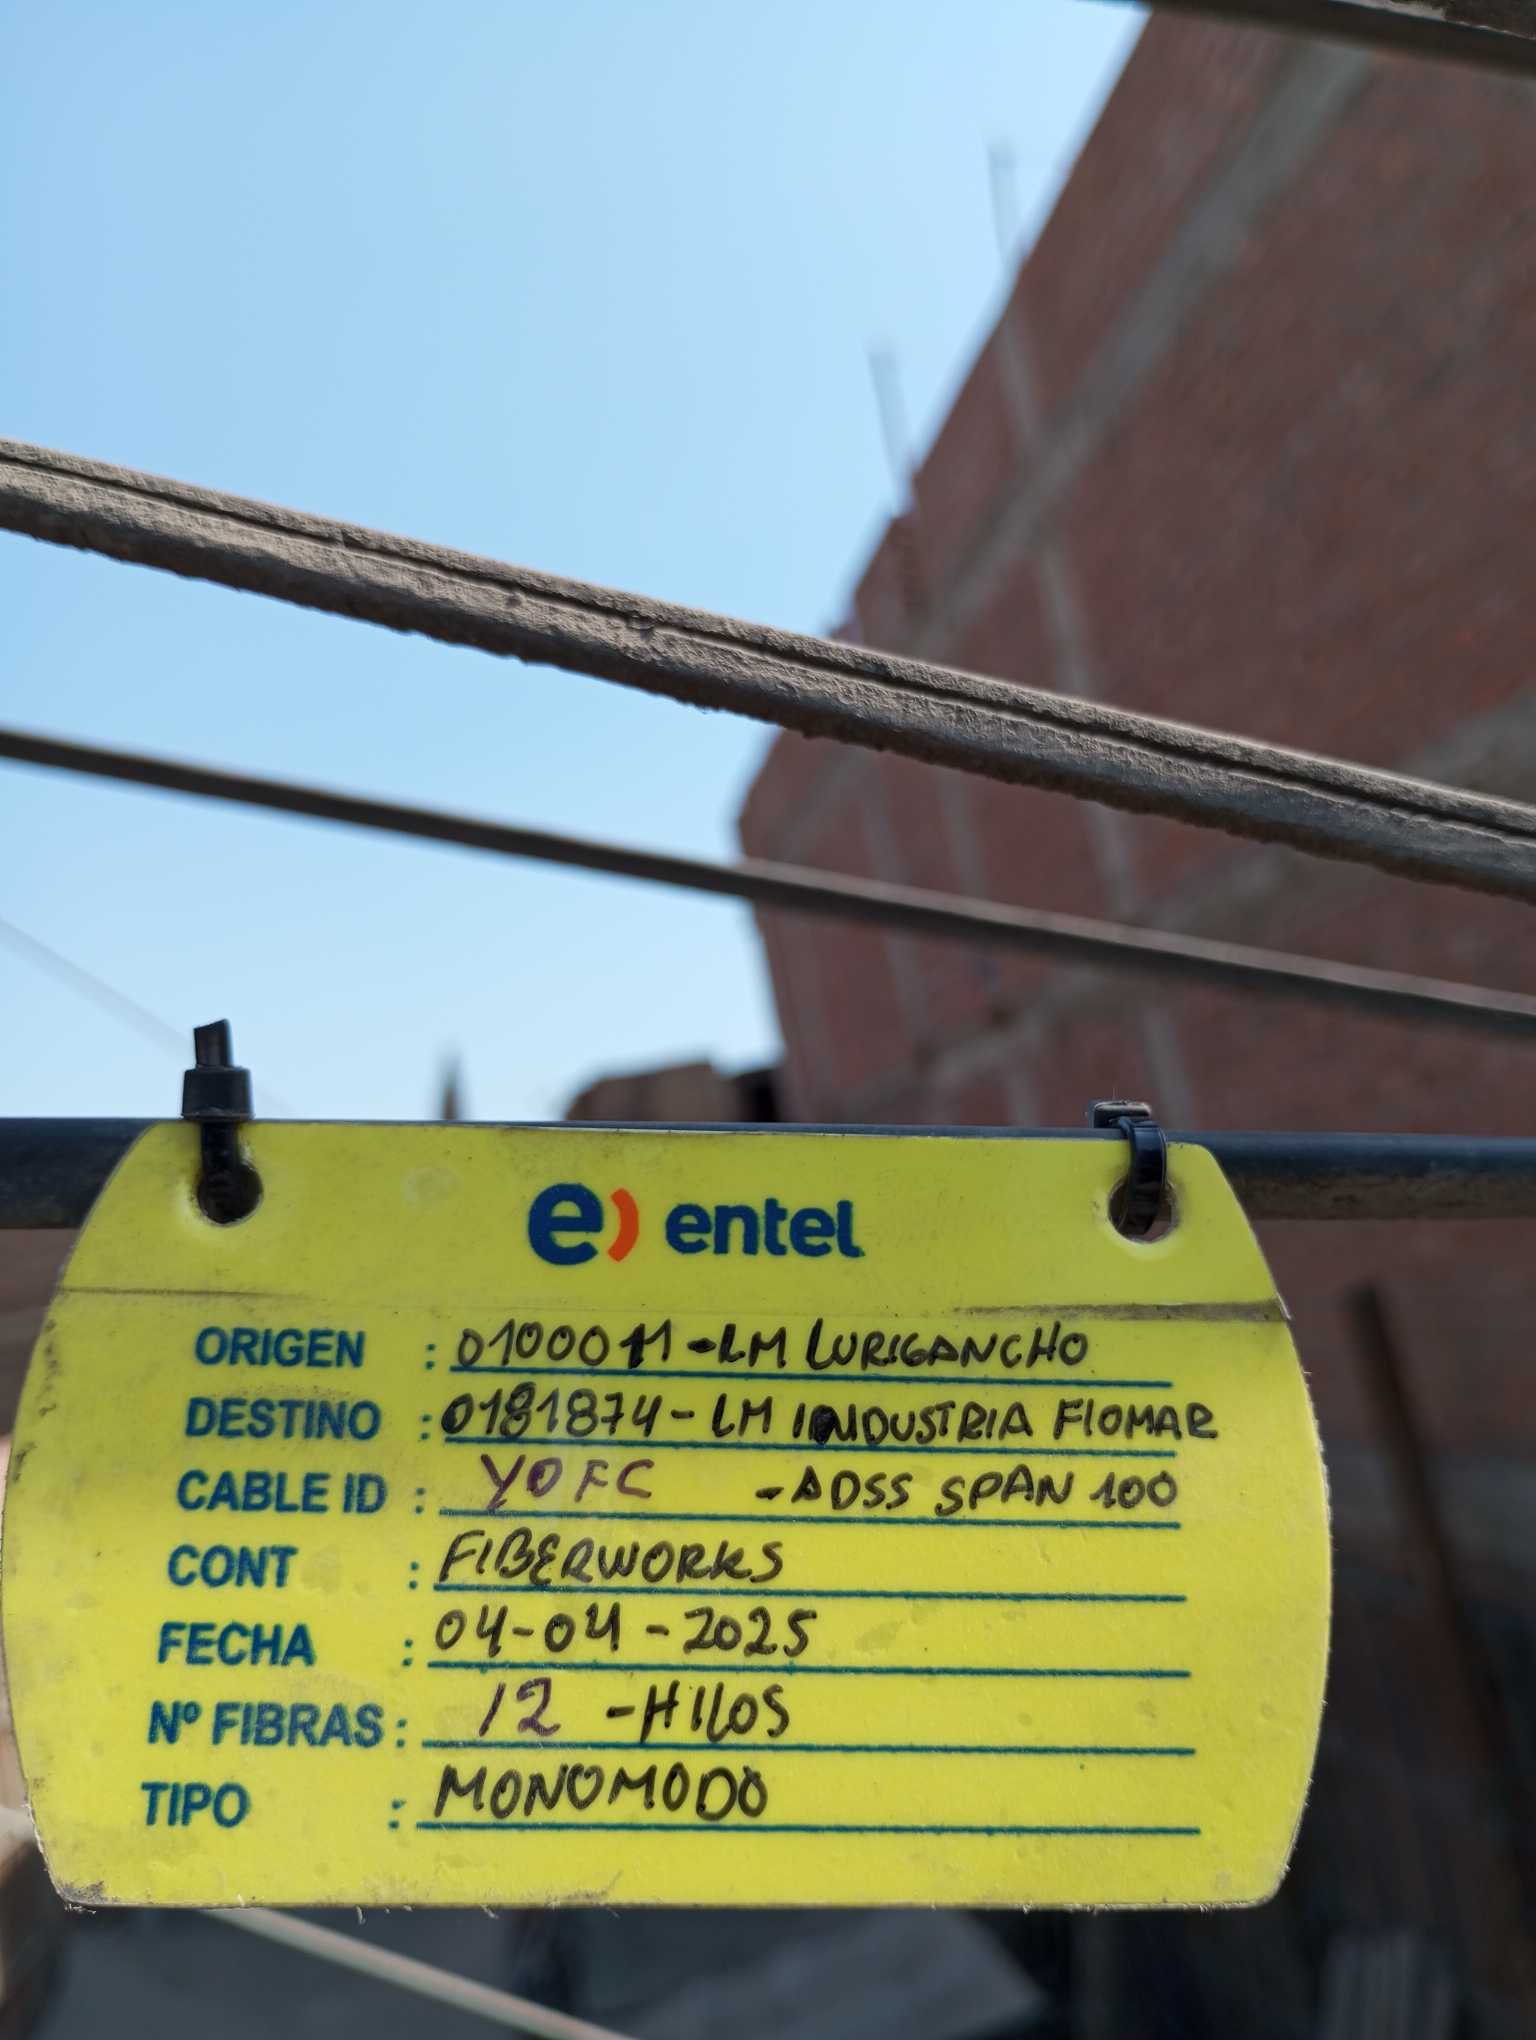 e) entel
ORIGEN : 0100011-LM LURIGANCHO
DESTINO : 0181874-LM INDUSTRIA FIOMAR
CABLE ID : YOFC -ADSS SPAN 100
CONT : FIBERWORKS
FECHA : 04-04-2025
Nº FIBRAS : 12 -HILOS
TIPO : MONOMODO